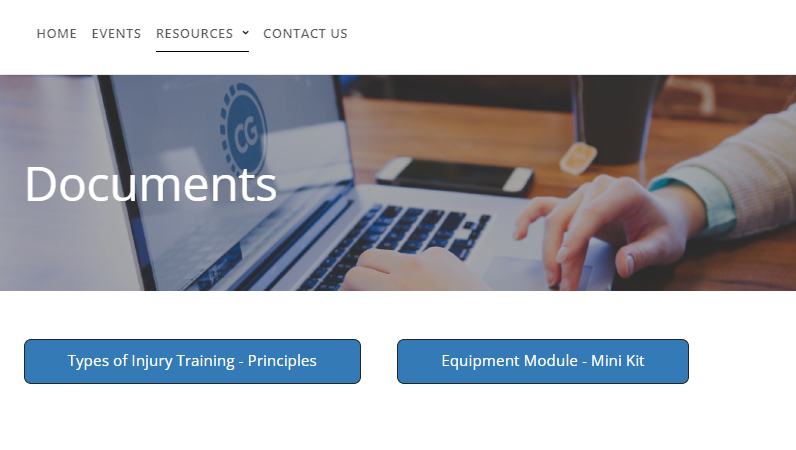 HOME EVENTS RESOURCES CONTACT US
CG
Documents
Types of Injury Training - Principles Equipment Module - Mini Kit